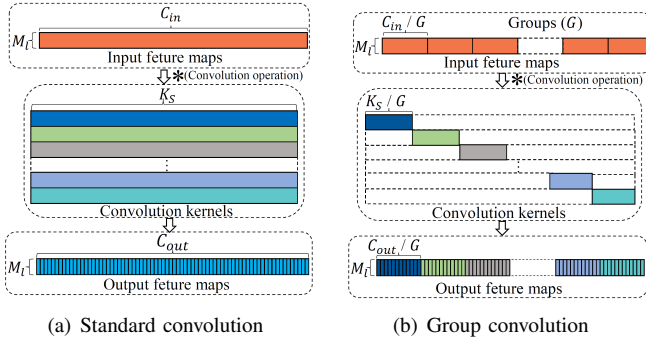 C_in
M_l
Input feture maps
*(Convolution operation)
K_S
⋮
Convolution kernels
C_out
M_l
Output feture maps
(a) Standard convolution
C_in / G
Groups (G)
M_l
Input feture maps
*(Convolution operation)
K_S / G
⋮
Convolution kernels
C_out / G
M_l
Output feture maps
(b) Group convolution